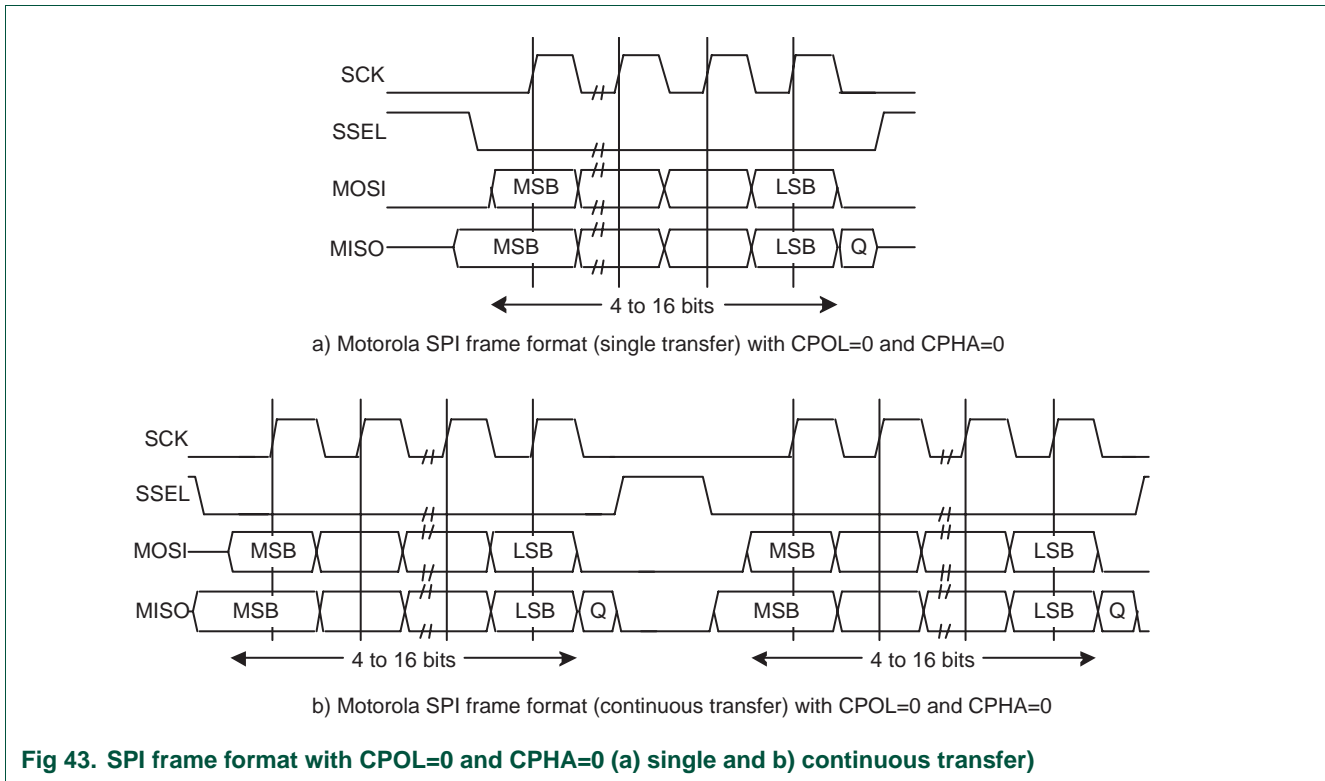 SCK
SSEL
MOSI MSB LSB
MISO MSB LSB Q
4 to 16 bits
a) Motorola SPI frame format (single transfer) with CPOL=0 and CPHA=0
SCK
SSEL
MOSI MSB LSB MSB LSB
MISO MSB LSB Q MSB LSB Q
4 to 16 bits 4 to 16 bits
b) Motorola SPI frame format (continuous transfer) with CPOL=0 and CPHA=0
Fig 43. SPI frame format with CPOL=0 and CPHA=0 (a) single and b) continuous transfer)